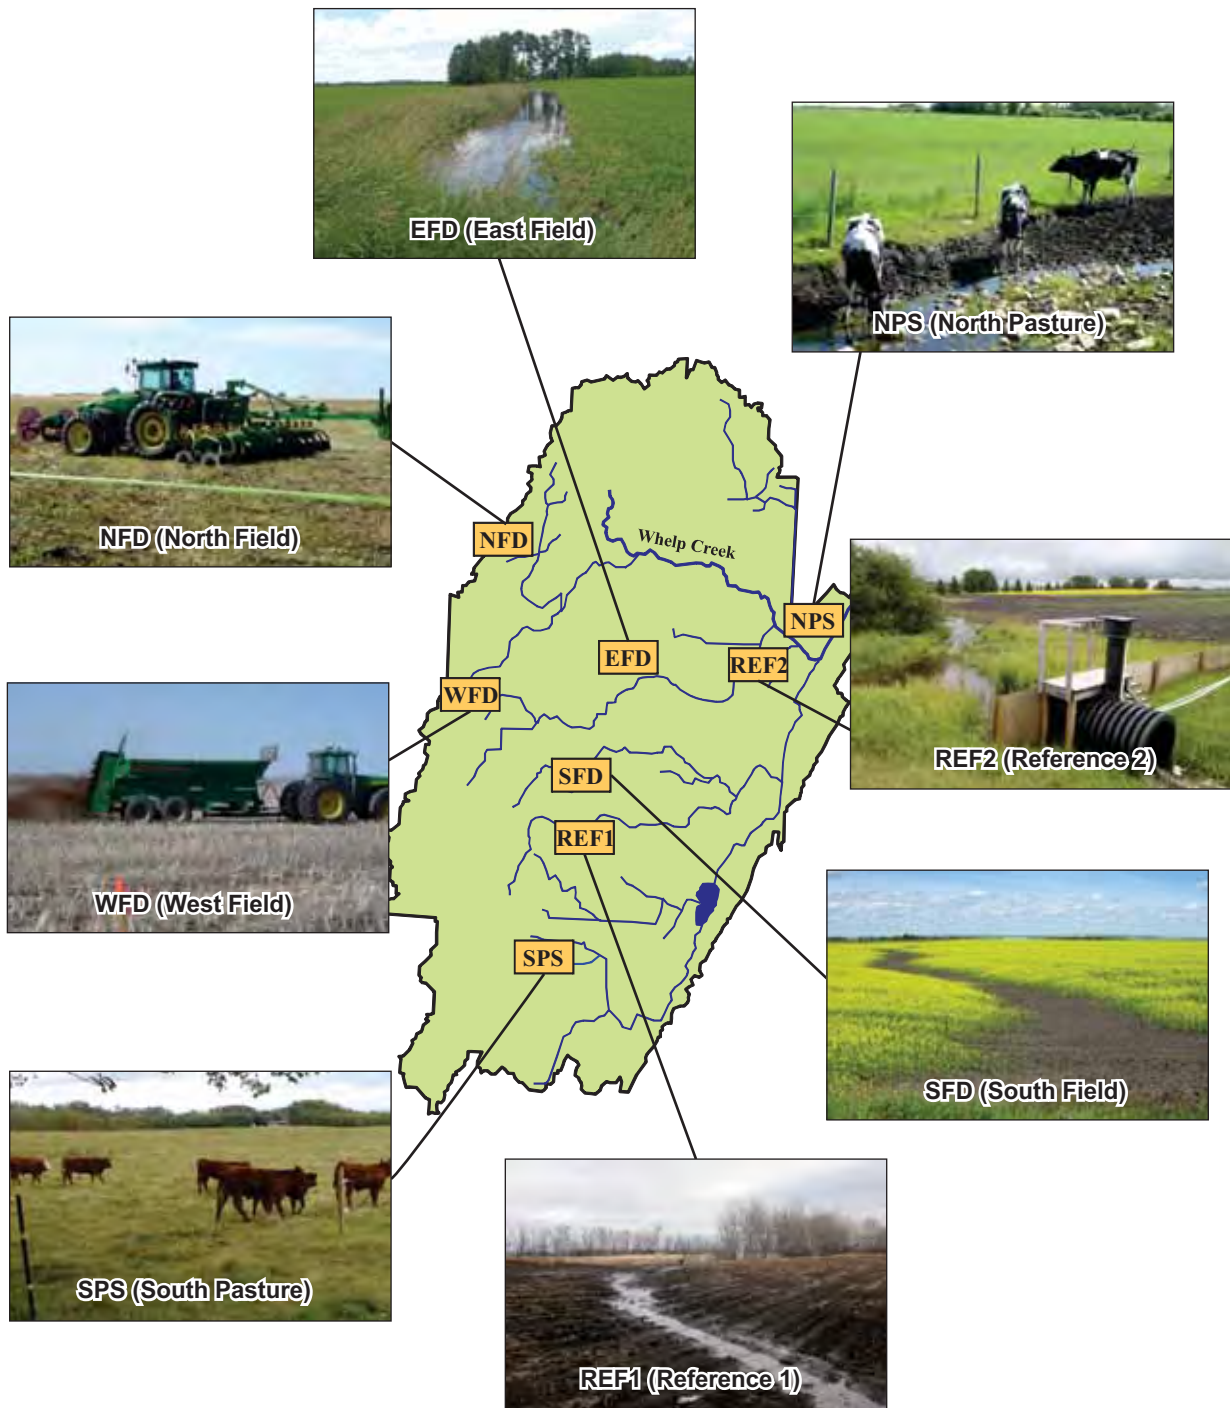 EFD (East Field)
NPS (North Pasture)
NFD (North Field)
NFD
Whelp Creek
NPS
EFD
REF2
WFD
REF2 (Reference 2)
SFD
REF1
WFD (West Field)
SPS
SFD (South Field)
SPS (South Pasture)
REF1 (Reference 1)